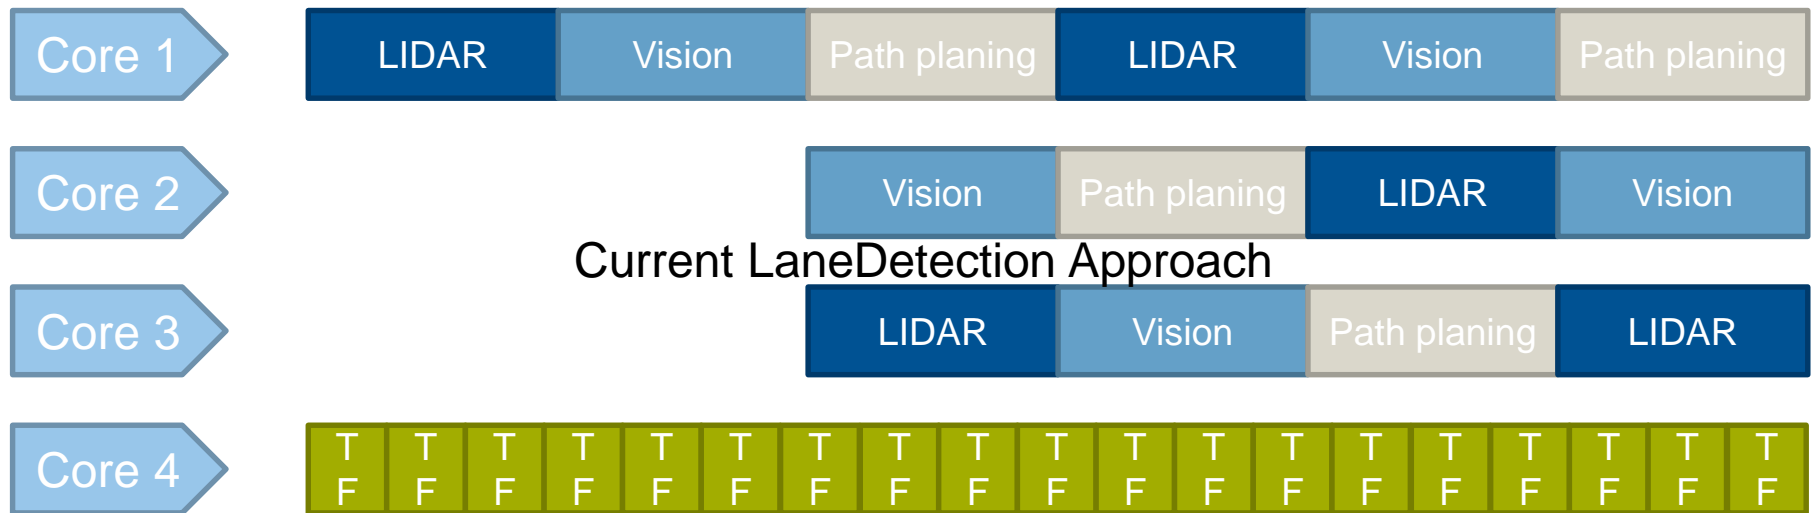 Core 1
LIDAR
Vision
Path planing
LIDAR
Vision
Path planing
Core 2
Vision
Path planing
LIDAR
Vision
Current LaneDetection Approach
Core 3
LIDAR
Vision
Path planing
LIDAR
Core 4
T T T T T T T T T T T T T T T T T T T
F F F F F F F F F F F F F F F F F F F